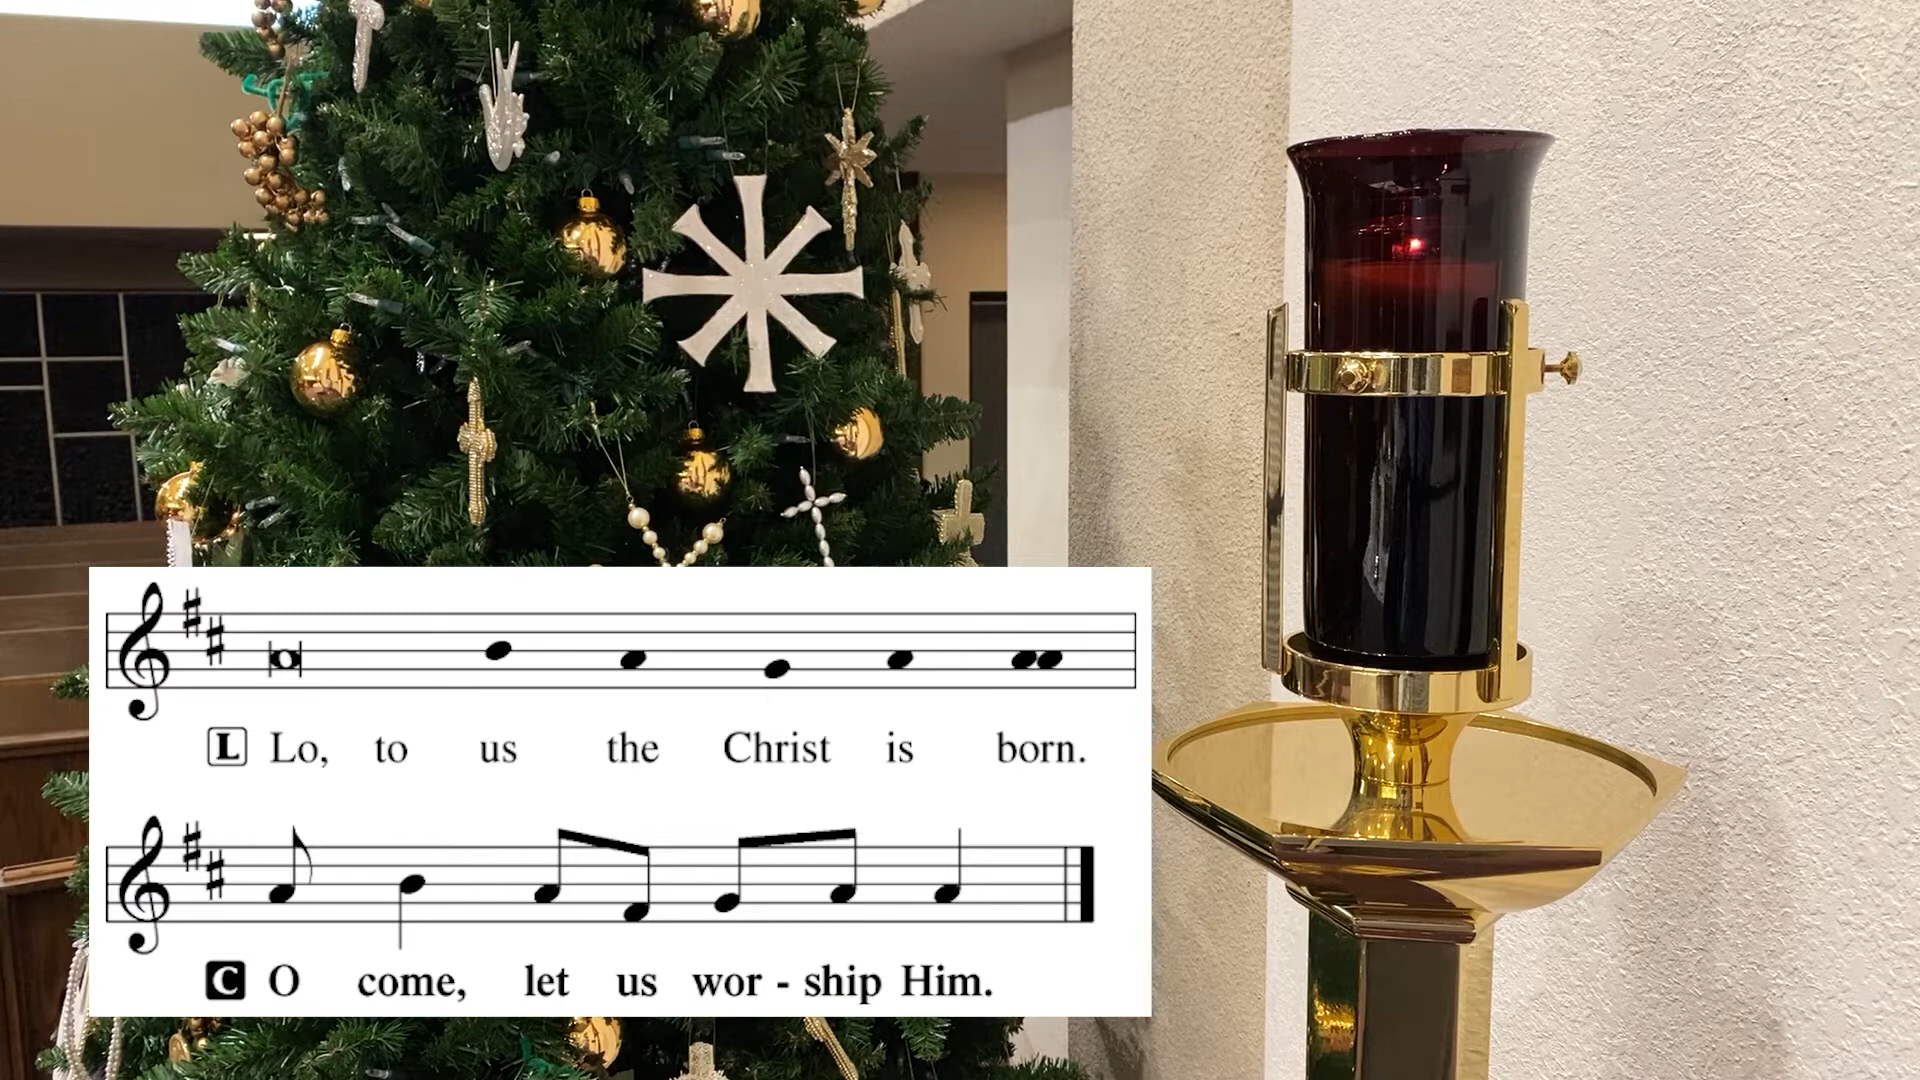 L Lo, to us the Christ is born.
C O come, let us wor - ship Him.